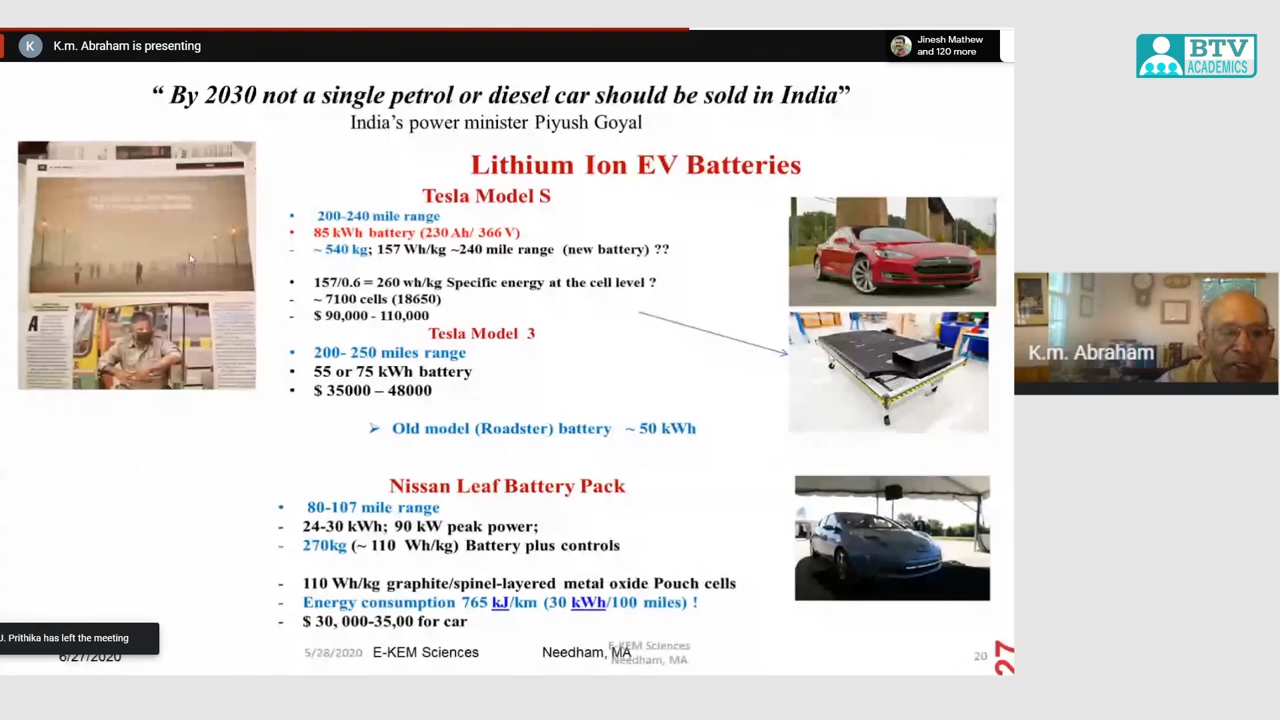 K
K.m. Abraham is presenting
Jinesh Mathew
and 120 more
BTV
ACADEMICS
“ By 2030 not a single petrol or diesel car should be sold in India”
India’s power minister Piyush Goyal
Lithium Ion EV Batteries
Tesla Model S
• 200-240 mile range
• 85 kWh battery (230 Ah/ 366 V)
- ~ 540 kg; 157 Wh/kg ~240 mile range (new battery) ??
• 157/0.6 = 260 wh/kg Specific energy at the cell level ?
- ~ 7100 cells (18650)
- $ 90,000 - 110,000
Tesla Model 3
• 200- 250 miles range
• 55 or 75 kWh battery
• $ 35000 – 48000
➢ Old model (Roadster) battery ~ 50 kWh
Nissan Leaf Battery Pack
• 80-107 mile range
- 24-30 kWh; 90 kW peak power;
- 270kg (~ 110 Wh/kg) Battery plus controls
- 110 Wh/kg graphite/spinel-layered metal oxide Pouch cells
- Energy consumption 765 kJ/km (30 kWh/100 miles) !
- $ 30, 000-35,00 for car
K.m. Abraham
J. Prithika has left the meeting
6/27/2020
5/28/2020 E-KEM Sciences Needham, MA
E-KEM Sciences
Needham, MA
20
27
A